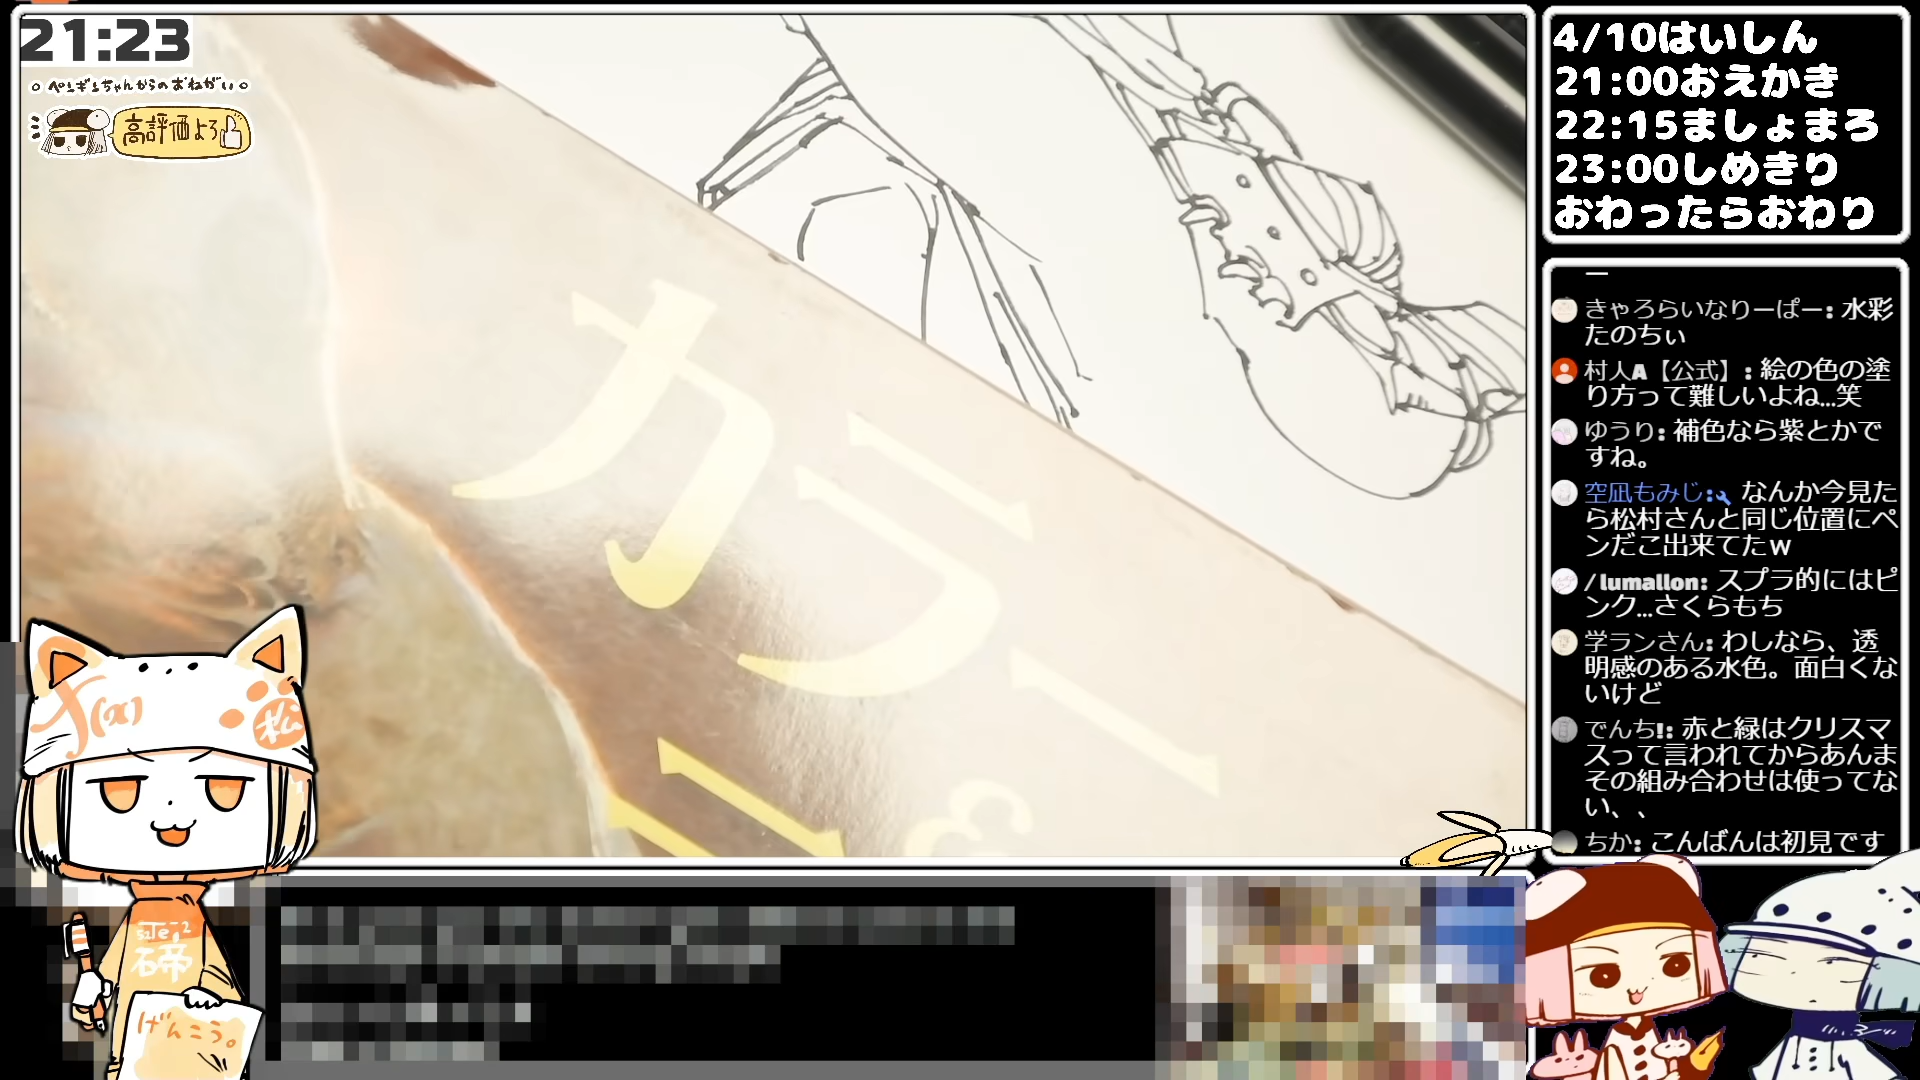 21:23
ペンギンちゃんからのおねがい
高評価よろ
4/10はいしん
21:00おえかき
22:15ましょまろ
23:00しめきり
おわったらおわり
カラー
ー
きゃろらいなりーぱー: 水彩
たのちぃ
村人A【公式】: 絵の色の塗
り方って難しいよね...笑
ゆうり: 補色なら紫とかで
すね。
空凪もみじ: なんか今見た
ら松村さんと同じ位置にペ
ンだこ出来てたw
/ lumallon: スプラ的にはピ
ンク...さくらもち
学ランさん: わしなら、透
明感のある水色。面白くな
いけど
でんち!: 赤と緑はクリスマ
スって言われてからあんま
その組み合わせは使ってな
い、、
ちか: こんばんは初見です
f(x)
松
site-2
碲
げんこう。